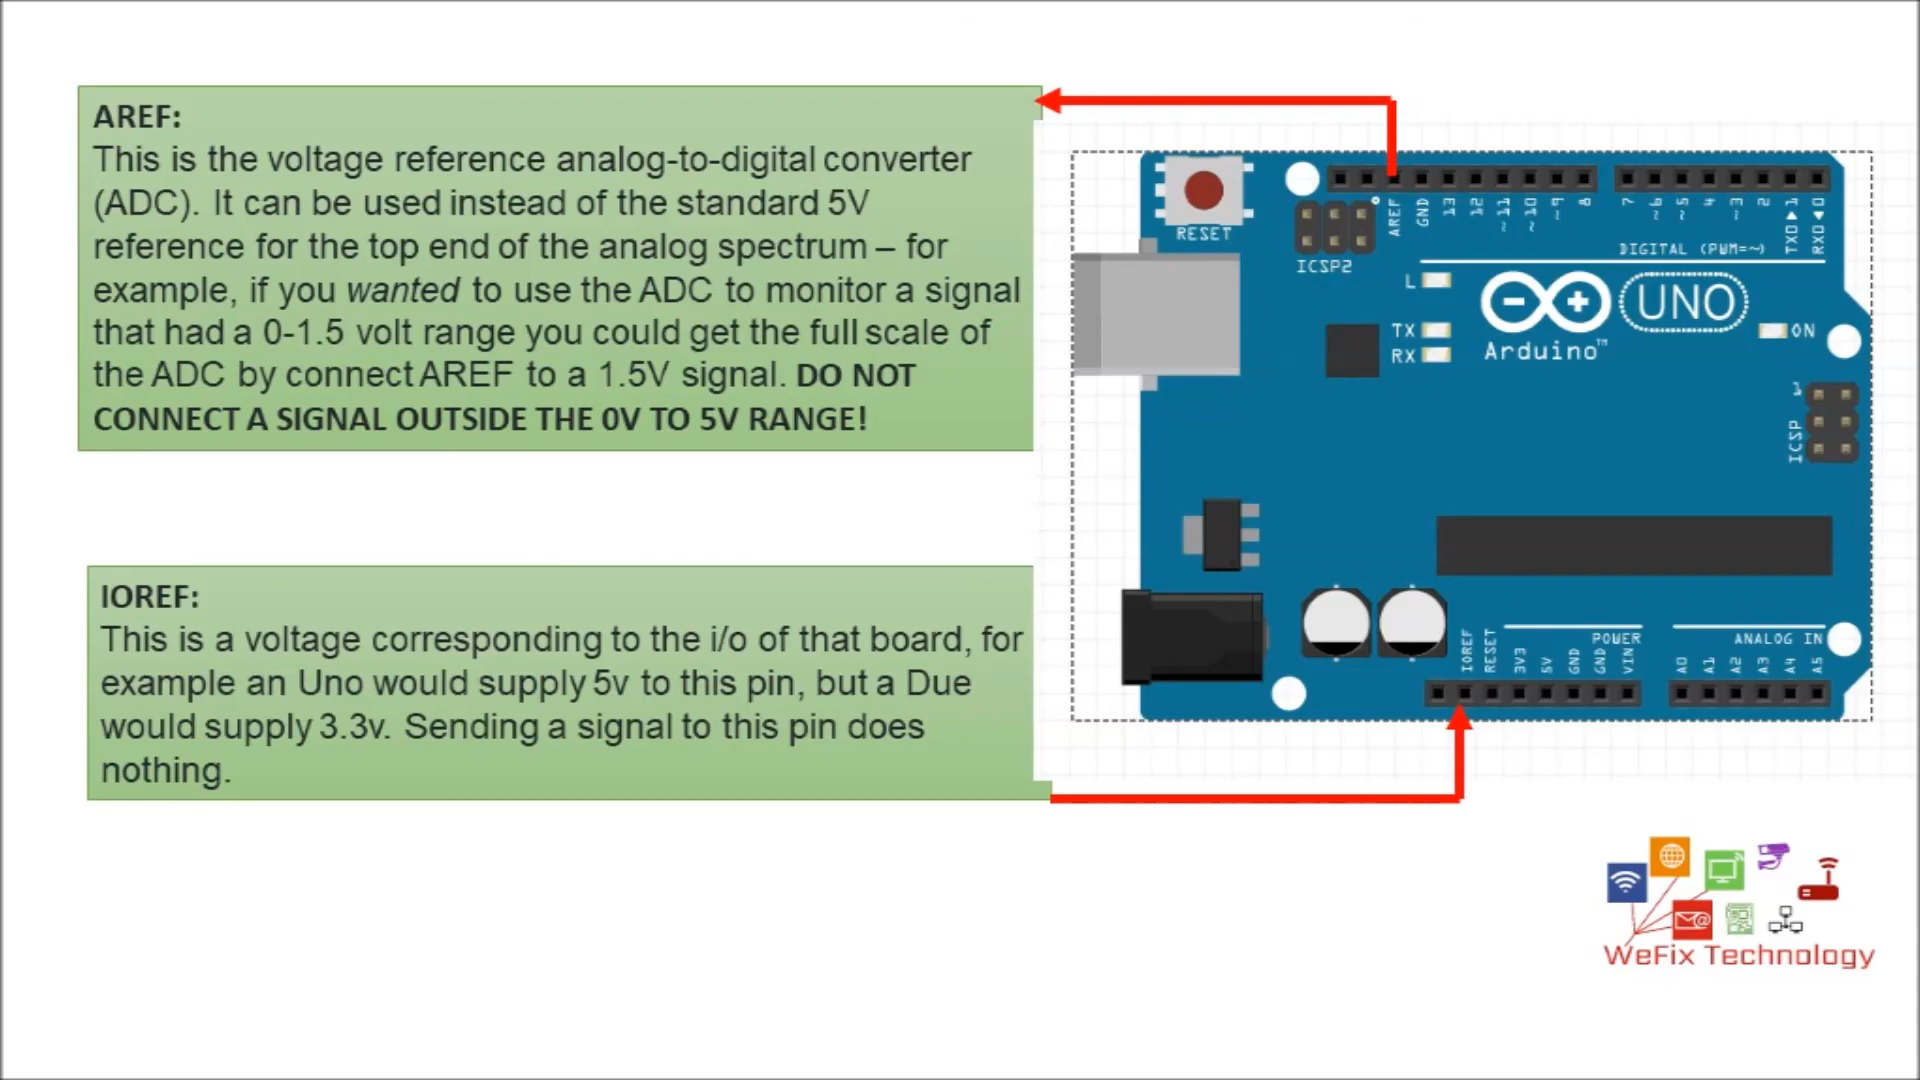 AREF:
This is the voltage reference analog-to-digital converter
(ADC). It can be used instead of the standard 5V
reference for the top end of the analog spectrum – for
example, if you wanted to use the ADC to monitor a signal
that had a 0-1.5 volt range you could get the full scale of
the ADC by connect AREF to a 1.5V signal. DO NOT
CONNECT A SIGNAL OUTSIDE THE 0V TO 5V RANGE!
IOREF:
This is a voltage corresponding to the i/o of that board, for
example an Uno would supply 5v to this pin, but a Due
would supply 3.3v. Sending a signal to this pin does
nothing.
RESET
ICSP2
AREF
GND
13
12
~11
~10
~9
8
7
~6
~5
4
~3
2
TXD▶1
RXD◀0
DIGITAL (PWM=~)
L
TX
RX
Arduino™
UNO
ON
1
ICSP
IOREF
RESET
3V3
5V
GND
GND
VIN
POWER
ANALOG IN
A0
A1
A2
A3
A4
A5
WeFix Technology